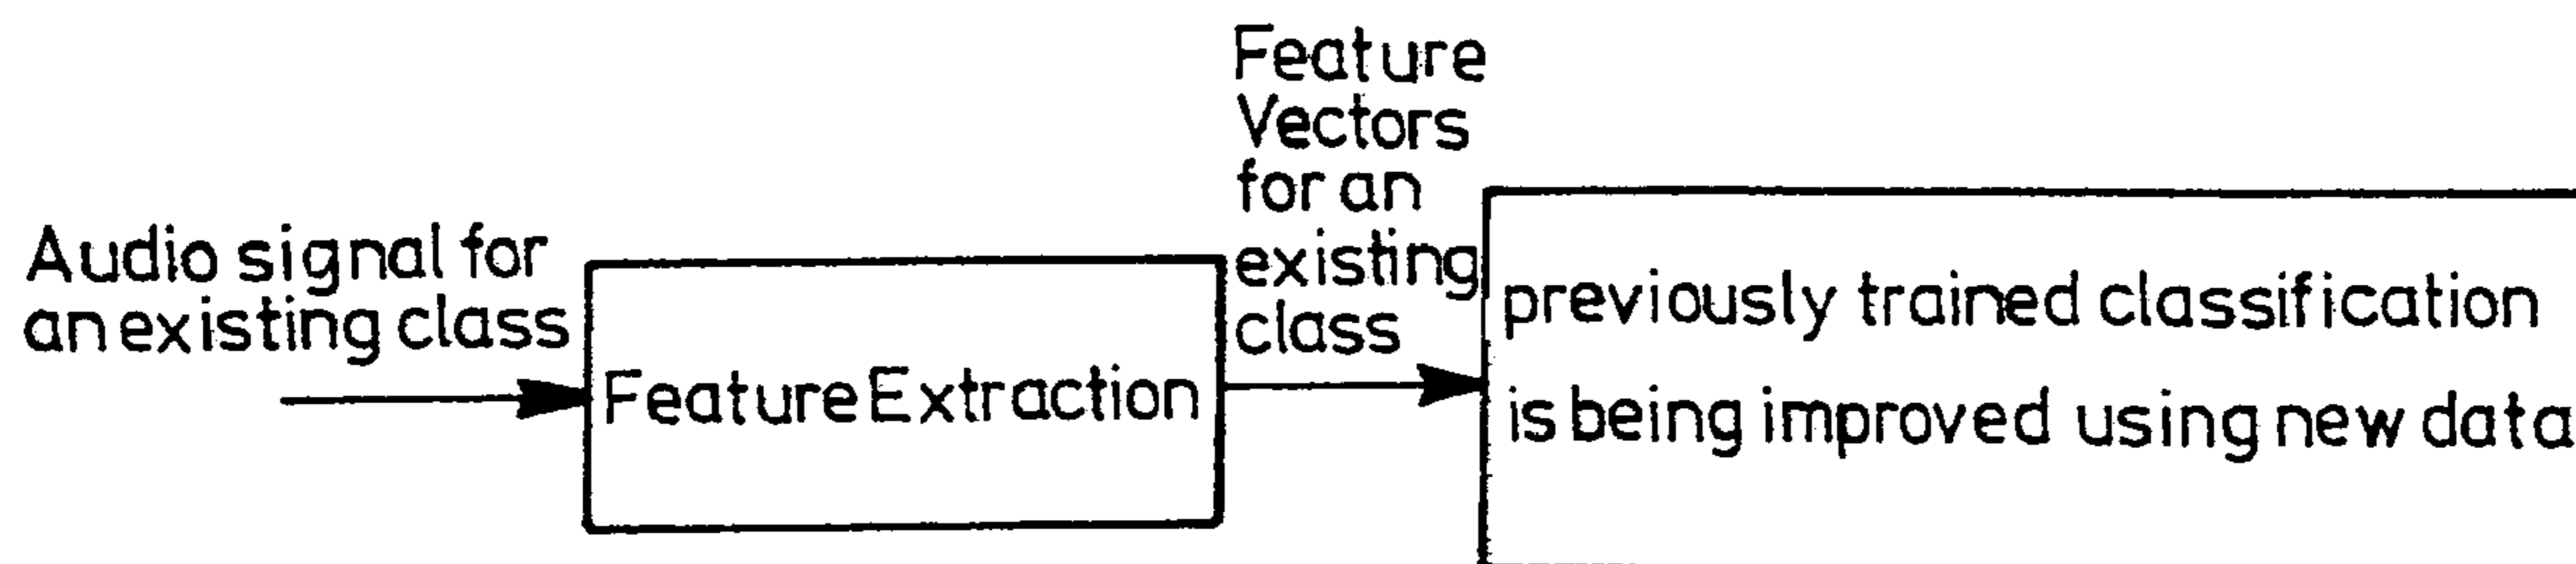 Audio signal for
an existing class
Feature Extraction
Feature
Vectors
for an
existing
class
previously trained classification
is being improved using new data